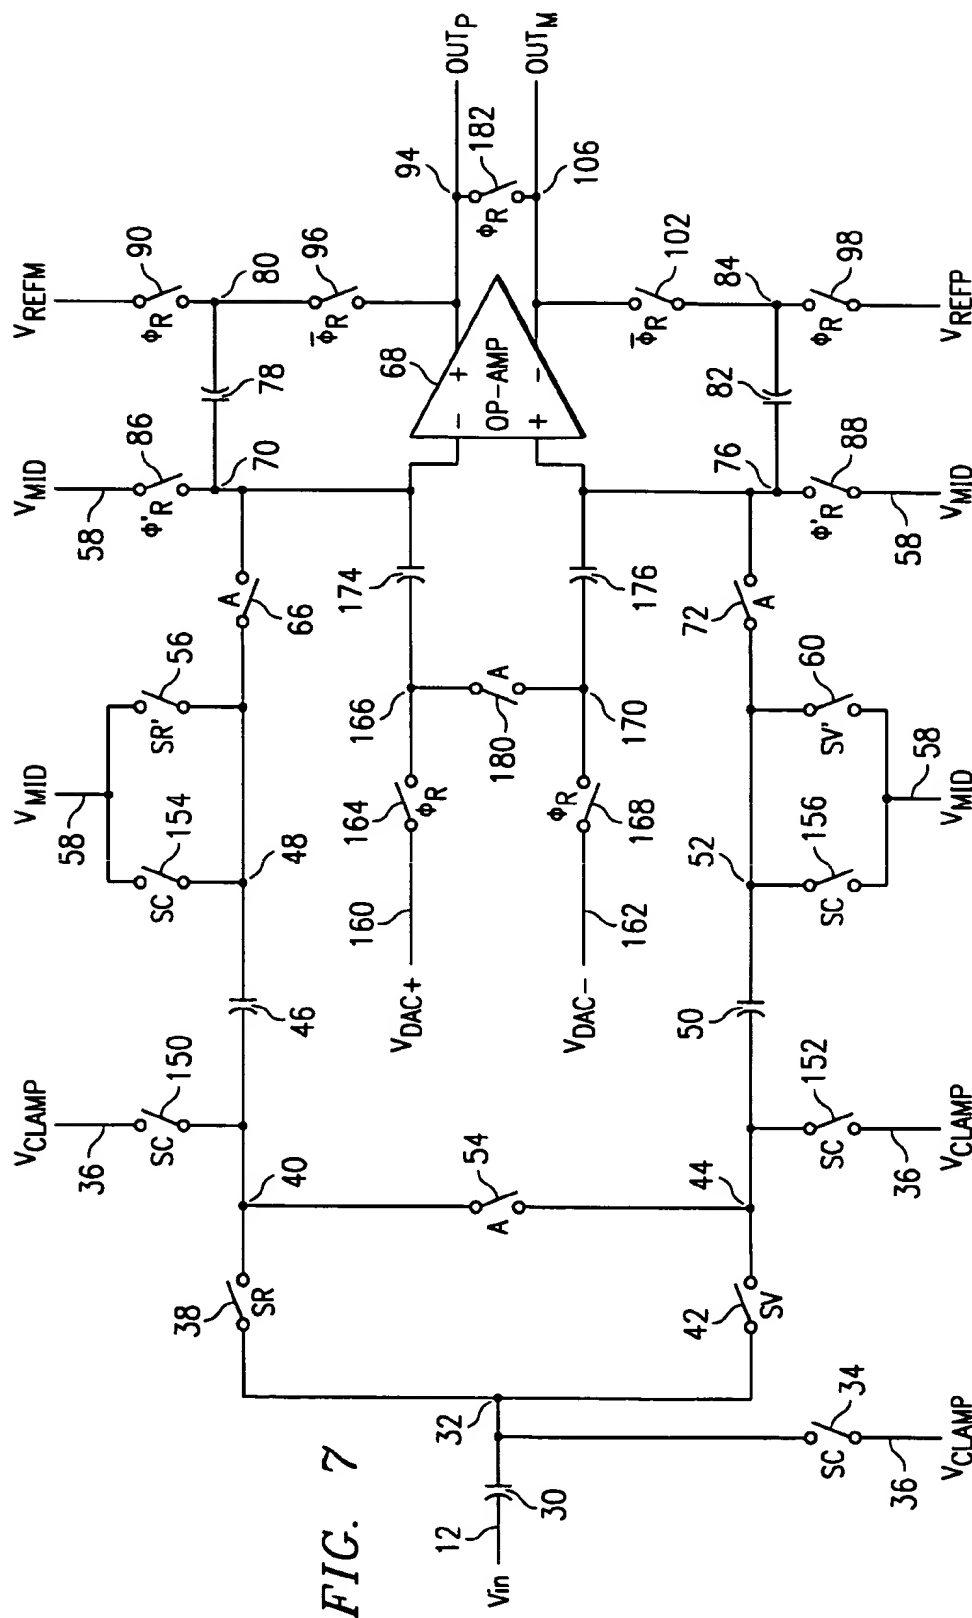 FIG. 7
Vin
12
30
32
VCLAMP
36
SC
34
38
SR
42
SV
40
44
54
A
VCLAMP
36
SC
150
VCLAMP
36
SC
152
46
50
48
52
VMID
58
SC
154
SR'
56
SC
156
SV'
60
58
VMID
VDAC+
160
164
ΦR
166
VDAC-
162
168
ΦR
170
180
A
66
A
72
A
174
176
VMID
58
Φ'R
86
70
78
76
82
Φ'R
88
58
VMID
68
OP-AMP
-
+
+
-
VREFM
90
ΦR
80
96
Φ̄R
102
Φ̄R
84
98
ΦR
VREFP
94
182
ΦR
106
OUTP
OUTM